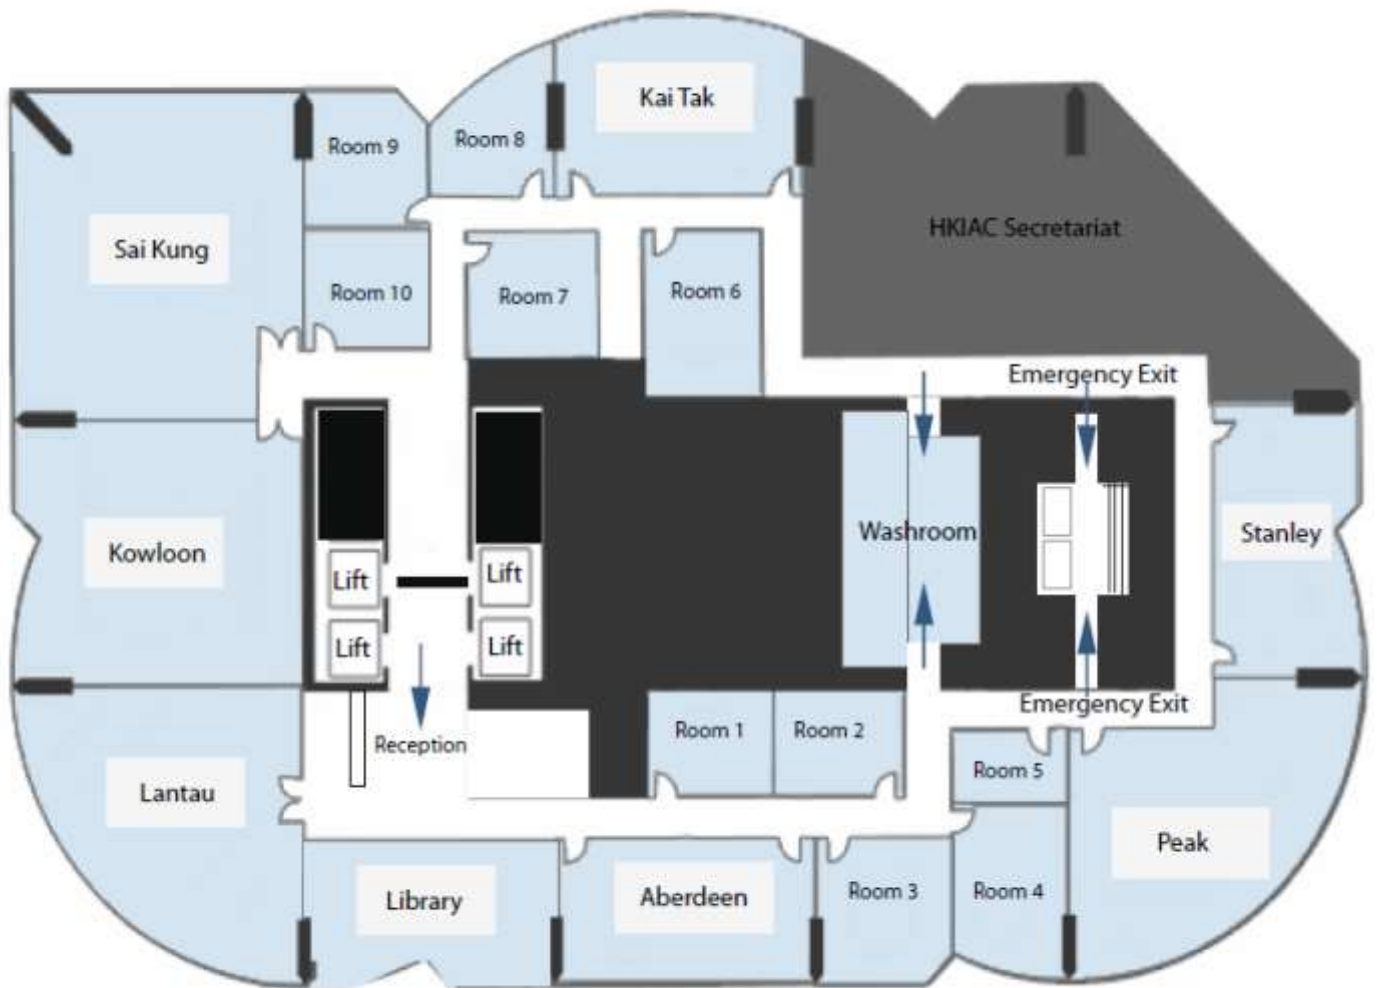 Kai Tak
Room 9
Room 8
HKIAC Secretariat
Sai Kung
Room 10
Room 7
Room 6
Emergency Exit
Kowloon
Washroom
Stanley
Lift
Lift
Lift
Lift
Emergency Exit
Reception
Room 1
Room 2
Room 5
Lantau
Peak
Library
Aberdeen
Room 3
Room 4